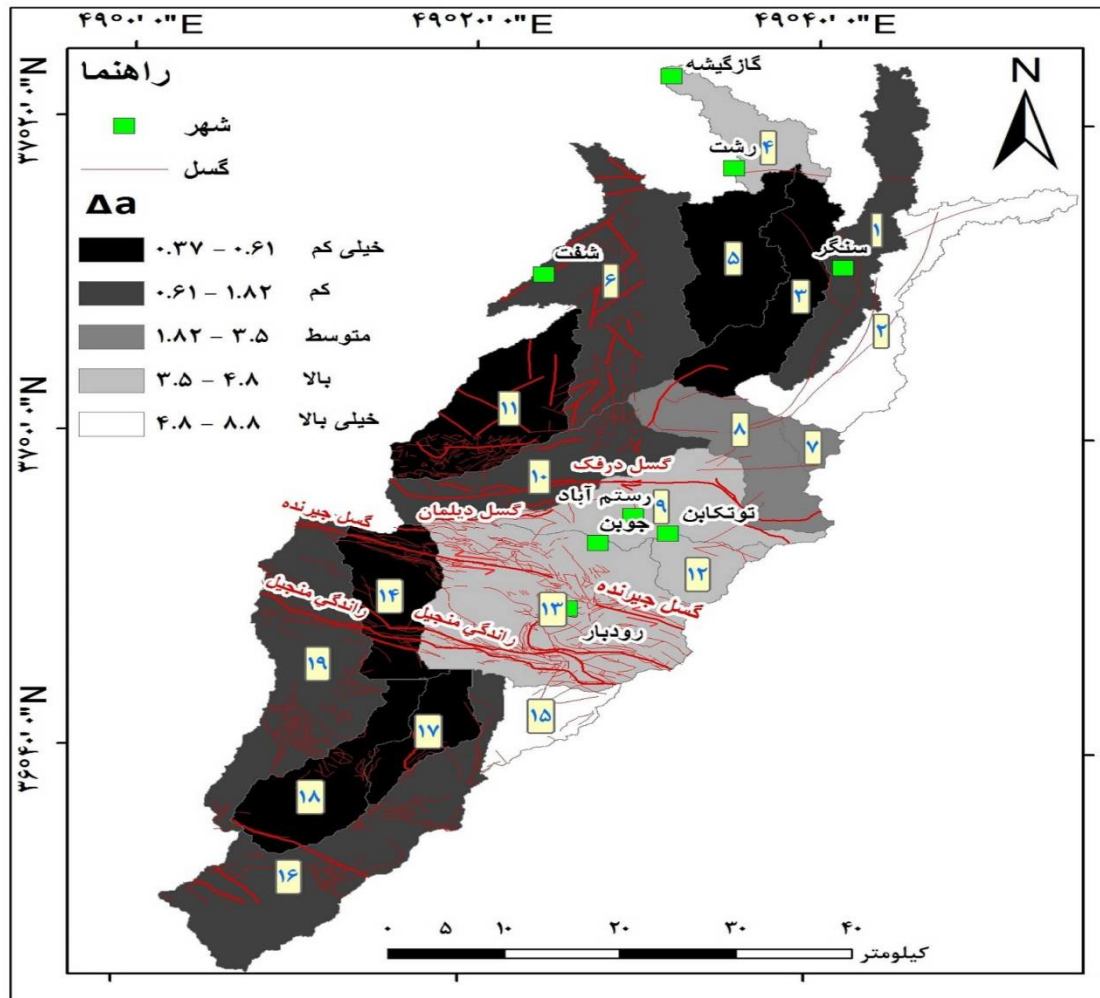 ۴۹°۰'۰"E
۴۹°۲۰'۰"E
۴۹°۴۰'۰"E
۳۷°۲۰'۰"N
۳۷°۰'۰"N
۳۶°۴۰'۰"N
راهنما
شهر
گسل
Δa
۰.۳۷ – ۰.۶۱ خیلی کم
۰.۶۱ – ۱.۸۲ کم
۱.۸۲ – ۳.۵ متوسط
۳.۵ – ۴.۸ بالا
۴.۸ – ۸.۸ خیلی بالا
N
گازگیشه
۴
رشت
۱
سنگر
۵
شفت
۶
۳
۲
۱۱
۸
۷
گسل درفک
۱۰
رستم آباد
۹
توتکابن
گسل دیلمان
جوبن
گسل جیرنده
۱۲
۱۴
راندگی منجیل
گسل جیرنده
۱۳
راندگی منجیل
رودبار
۱۹
۱۵
۱۷
۱۸
۱۶
۰ ۵ ۱۰ ۲۰ ۳۰ ۴۰
کیلومتر